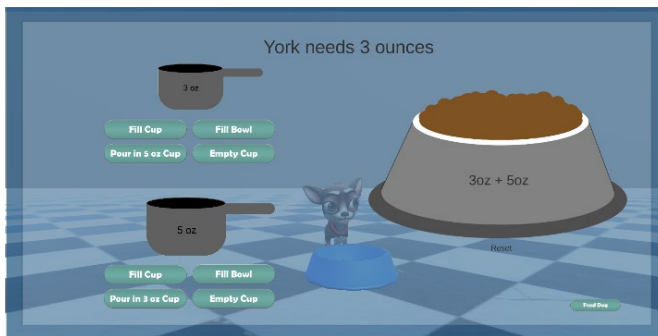 York needs 3 ounces
3 oz
Fill Cup
Fill Bowl
Pour in 5 oz Cup
Empty Cup
5 oz
Fill Cup
Fill Bowl
Pour in 3 oz Cup
Empty Cup
3oz + 5oz
Reset
Feed Dog